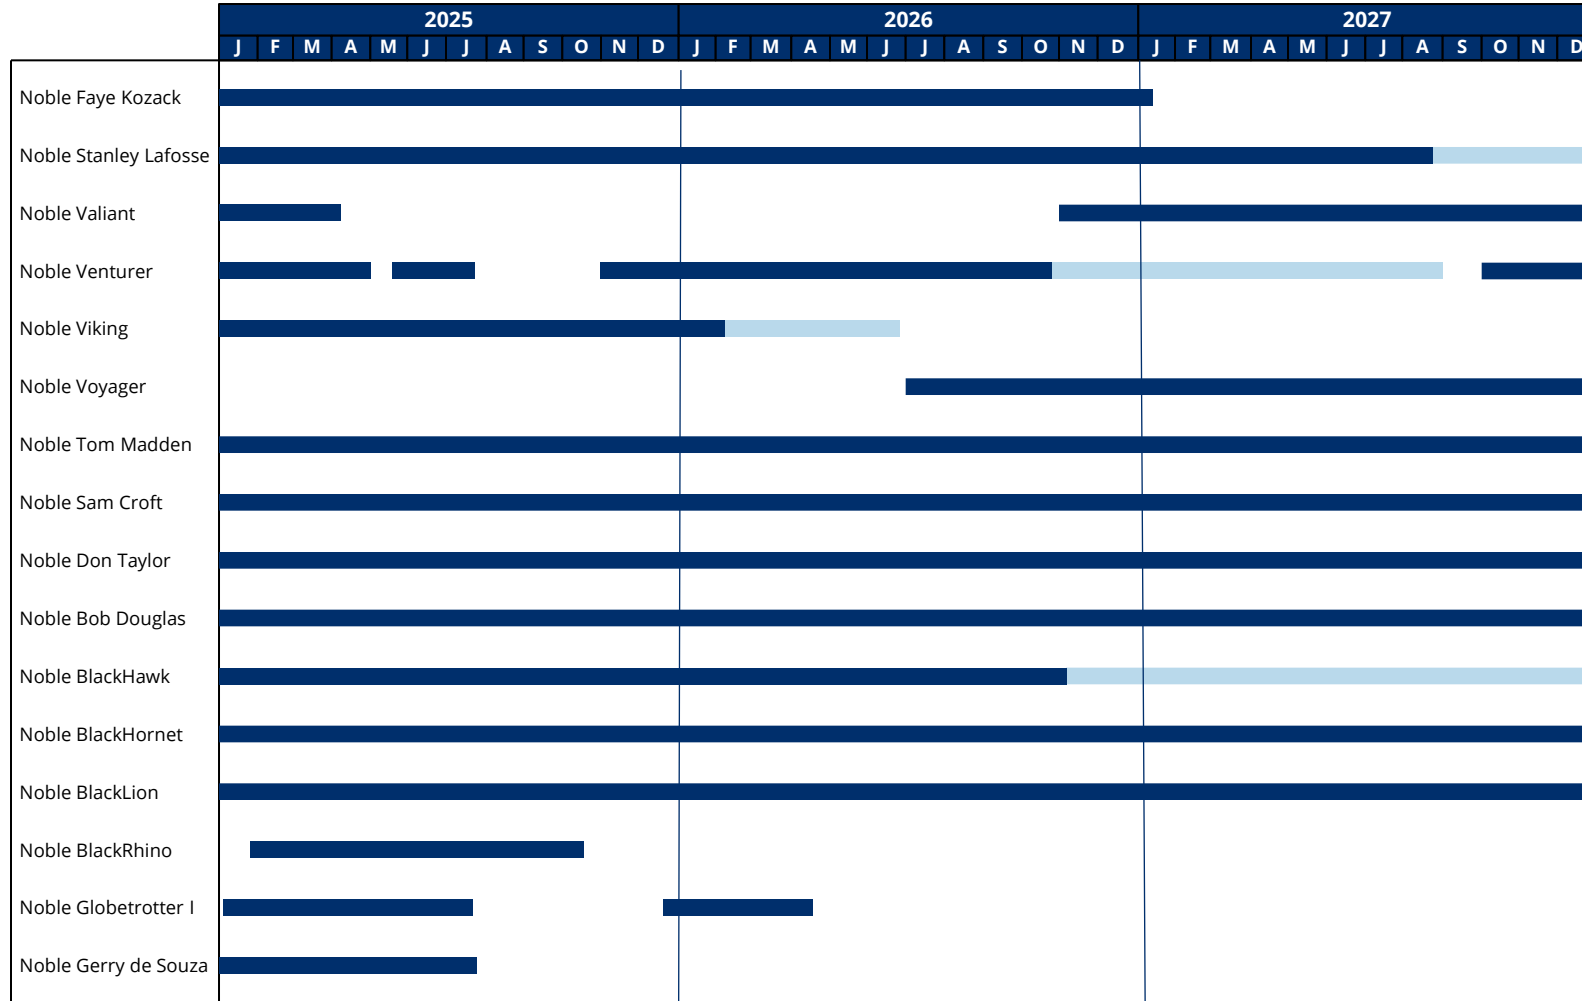 2025 2026 2027
J F M A M J J A S O N D J F M A M J J A S O N D J F M A M J J A S O N D
Noble Faye Kozack
Noble Stanley Lafosse
Noble Valiant
Noble Venturer
Noble Viking
Noble Voyager
Noble Tom Madden
Noble Sam Croft
Noble Don Taylor
Noble Bob Douglas
Noble BlackHawk
Noble BlackHornet
Noble BlackLion
Noble BlackRhino
Noble Globetrotter I
Noble Gerry de Souza